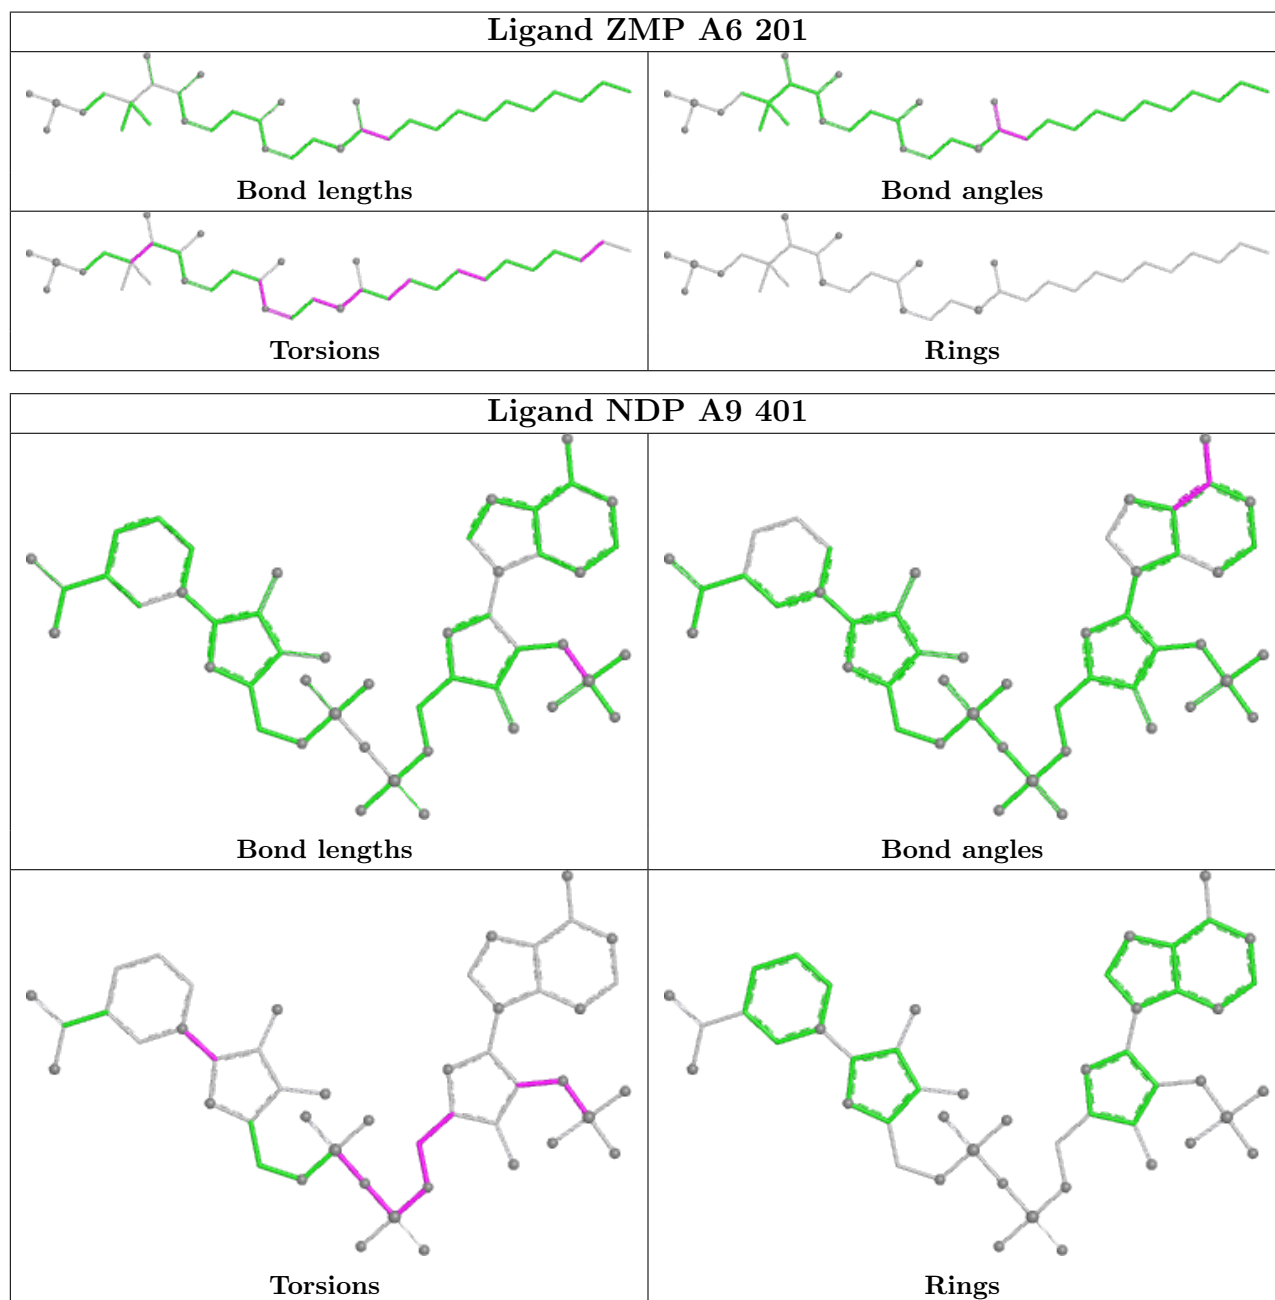 Ligand ZMP A6 201
Bond lengths
Bond angles
Torsions
Rings
Ligand NDP A9 401
Bond lengths
Bond angles
Torsions
Rings